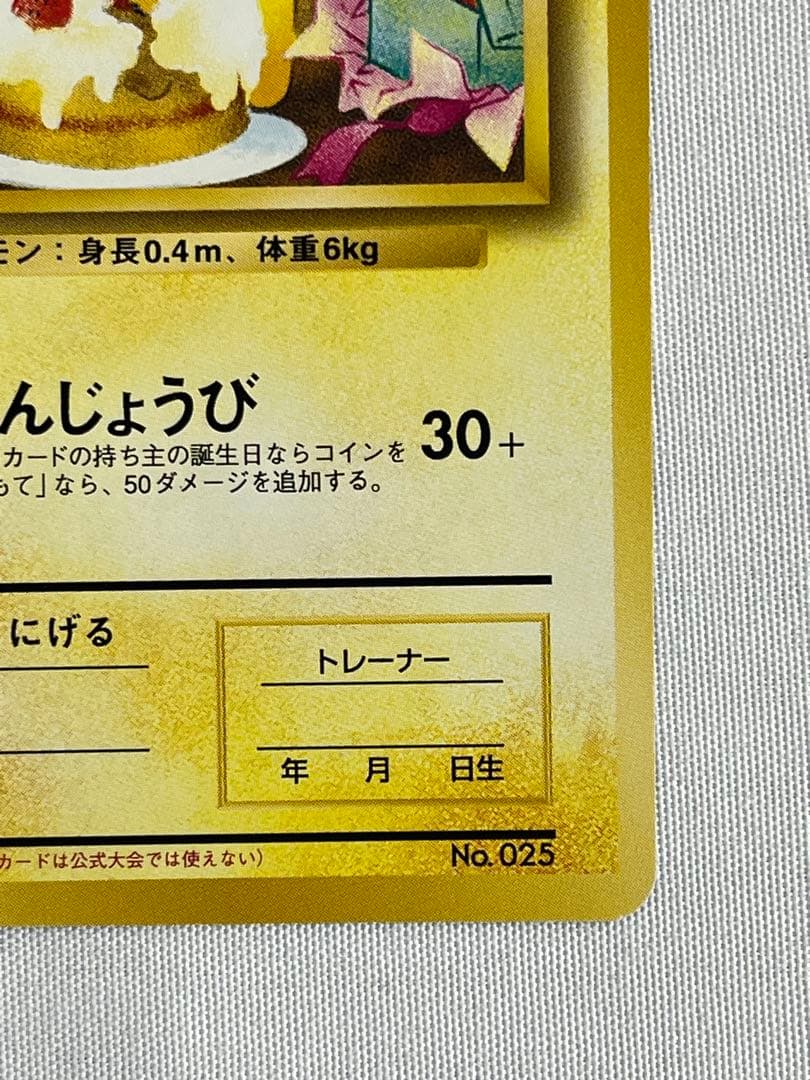 モン：身長0.4m、体重6kg
んじょうび
カードの持ち主の誕生日ならコインを
もて」なら、50ダメージを追加する。
30+
にげる
トレーナー
年 月 日生
カードは公式大会では使えない）
No. 025